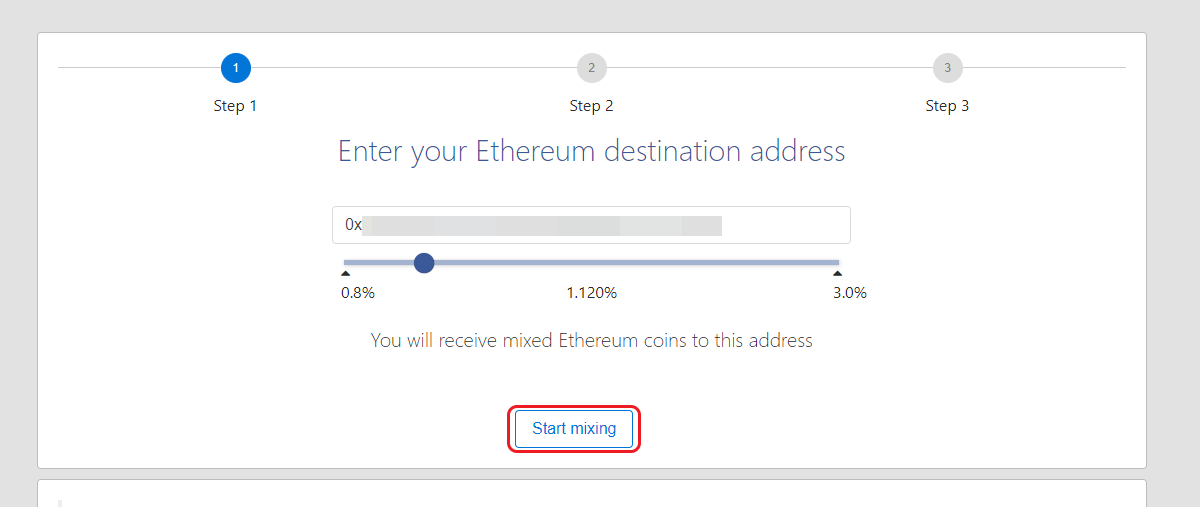 1 2 3
Step 1 Step 2 Step 3
Enter your Ethereum destination address
0x
0.8% 1.120% 3.0%
You will receive mixed Ethereum coins to this address
Start mixing